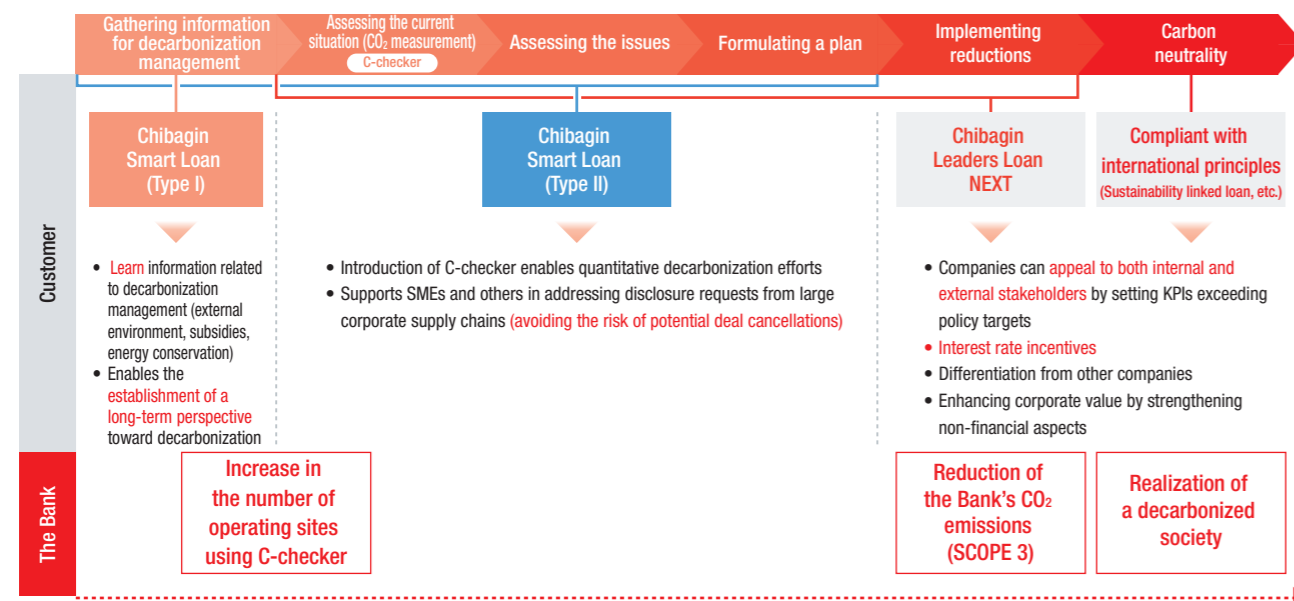 Gathering information
for decarbonization
management
Assessing the current
situation (CO₂ measurement)
C-checker
Assessing the issues
Formulating a plan
Implementing
reductions
Carbon
neutrality
Customer
Chibagin
Smart Loan
(Type I)
Chibagin
Smart Loan
(Type II)
Chibagin
Leaders Loan
NEXT
Compliant with
international principles
(Sustainability linked loan, etc.)
• Learn information related
to decarbonization
management (external
environment, subsidies,
energy conservation)
• Enables the
establishment of a
long-term perspective
toward decarbonization
• Introduction of C-checker enables quantitative decarbonization efforts
• Supports SMEs and others in addressing disclosure requests from large
corporate supply chains (avoiding the risk of potential deal cancellations)
• Companies can appeal to both internal and
external stakeholders by setting KPIs exceeding
policy targets
• Interest rate incentives
• Differentiation from other companies
• Enhancing corporate value by strengthening
non-financial aspects
The Bank
Increase in
the number of
operating sites
using C-checker
Reduction of
the Bank's CO₂
emissions
(SCOPE 3)
Realization of
a decarbonized
society